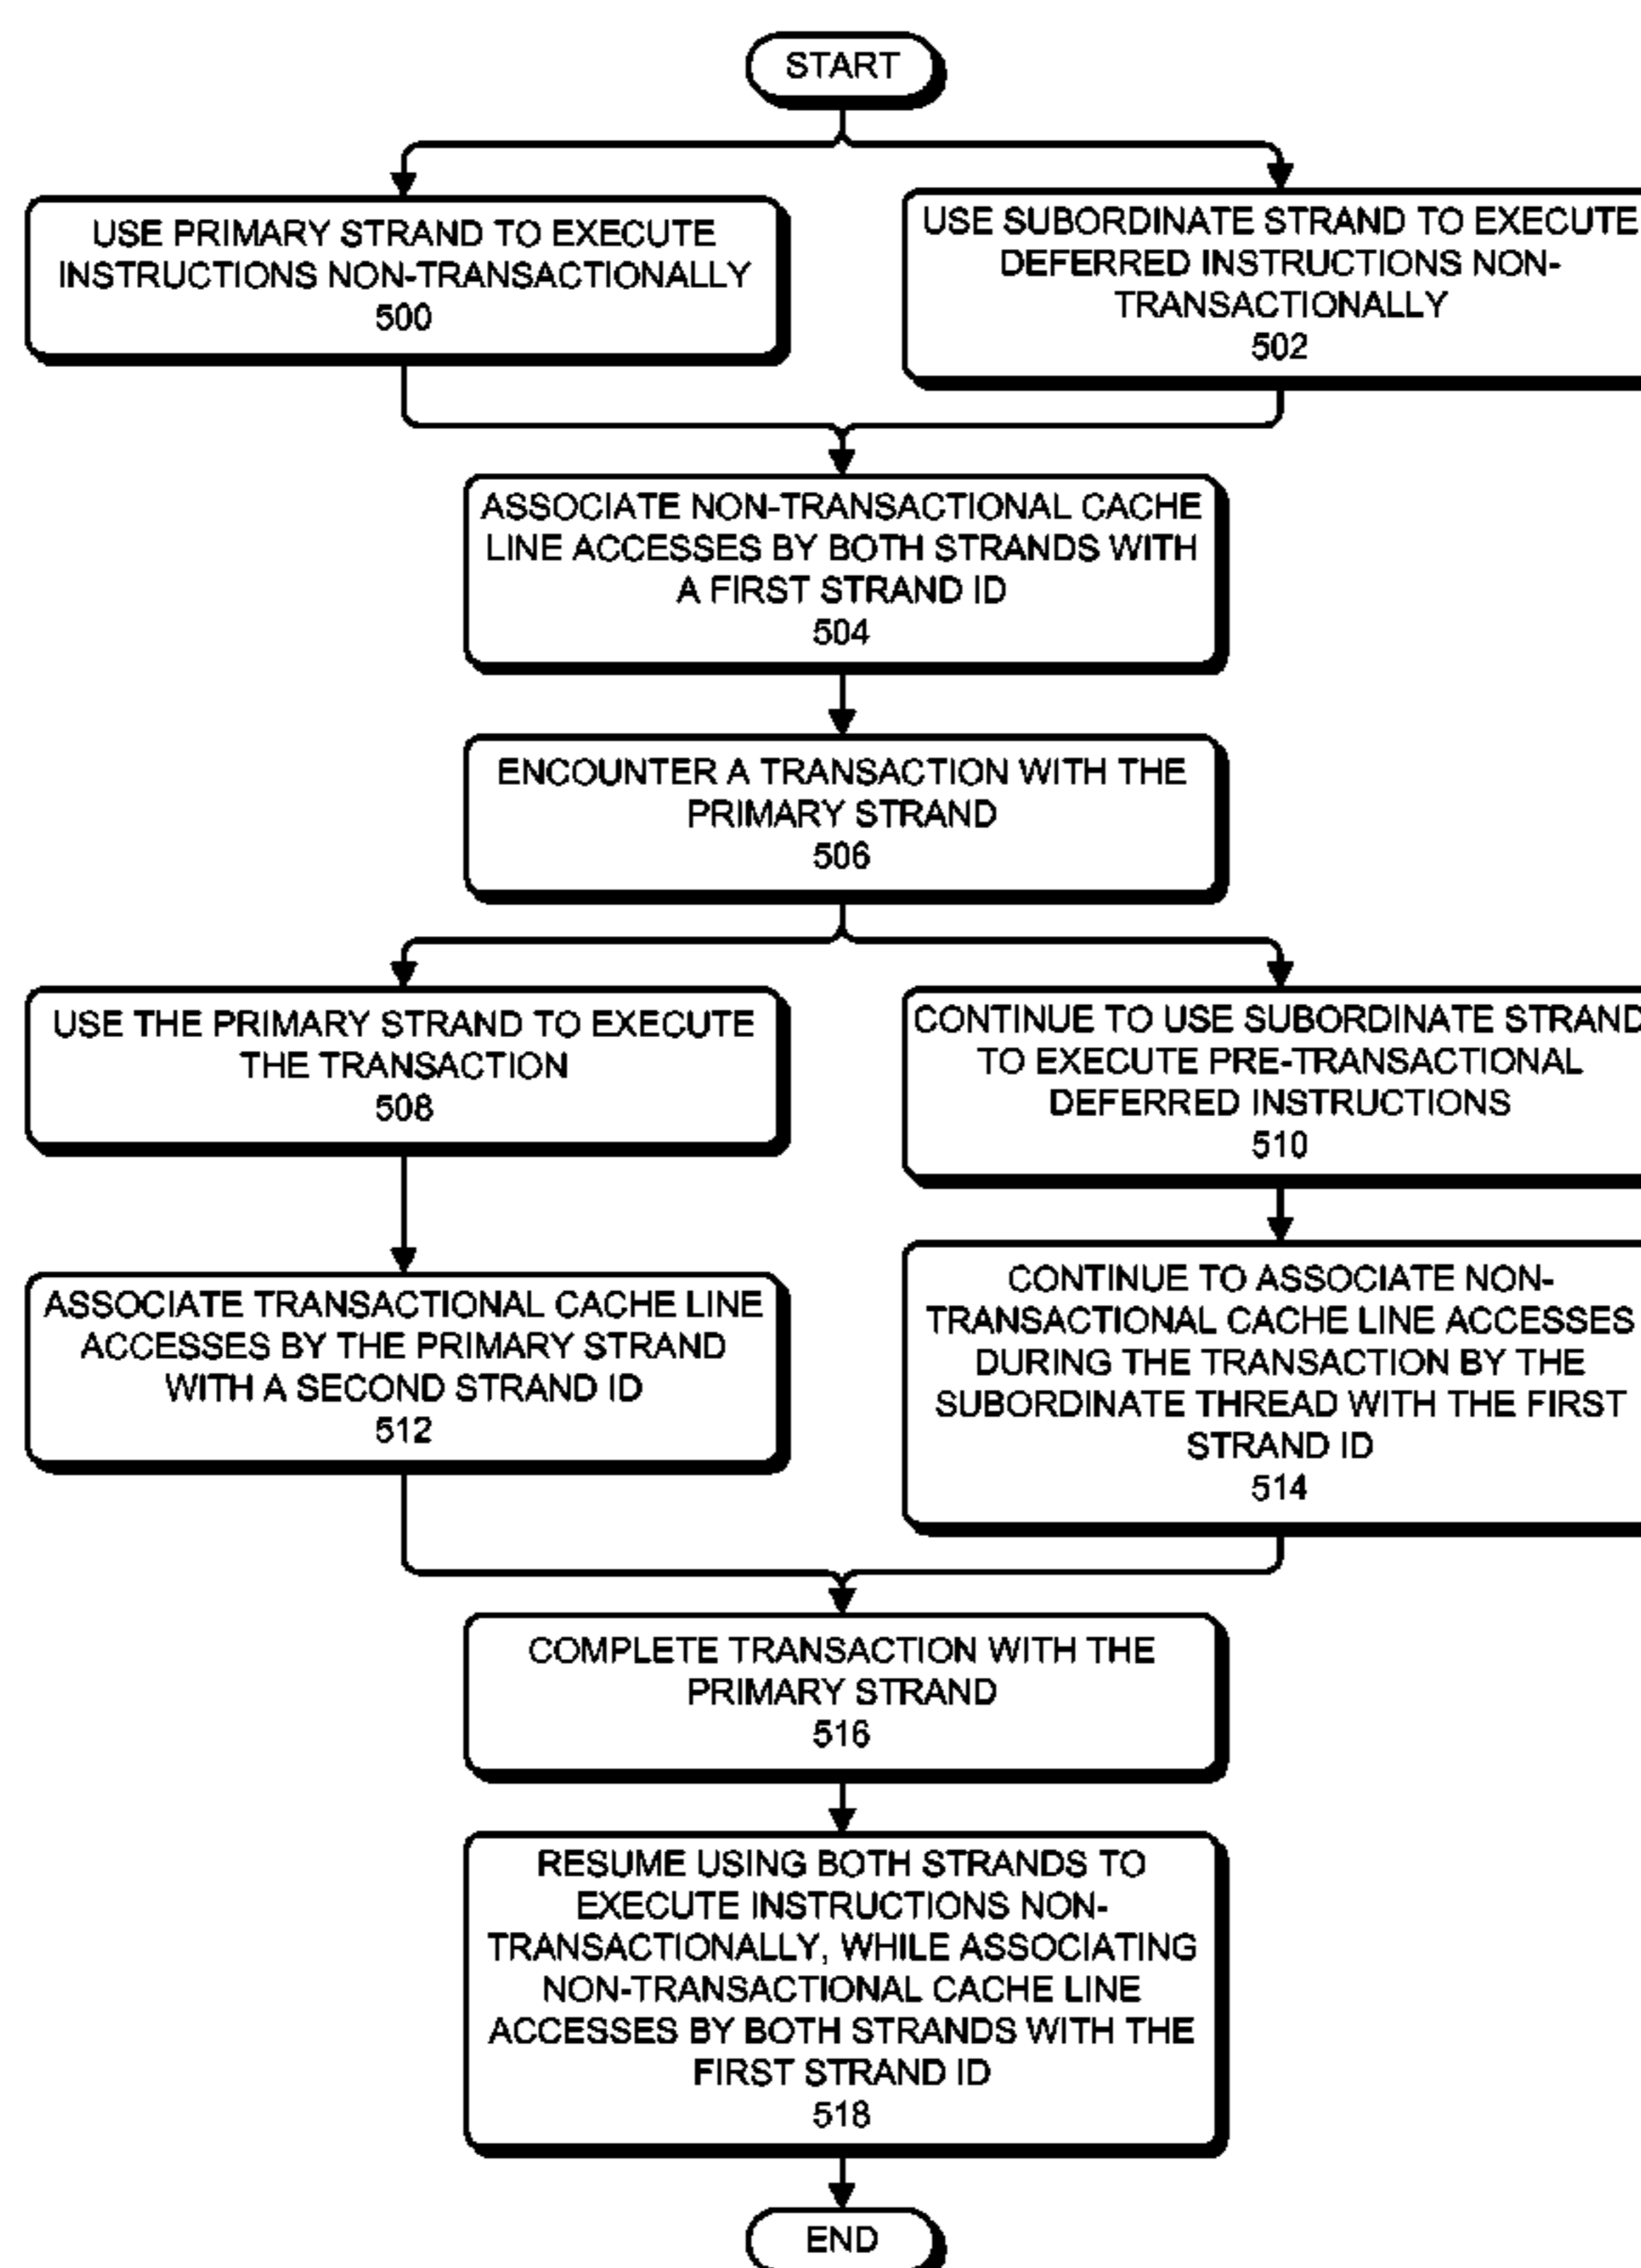 START
USE PRIMARY STRAND TO EXECUTE
INSTRUCTIONS NON-TRANSACTIONALLY
500
USE SUBORDINATE STRAND TO EXECUTE
DEFERRED INSTRUCTIONS NON-
TRANSACTIONALLY
502
ASSOCIATE NON-TRANSACTIONAL CACHE
LINE ACCESSES BY BOTH STRANDS WITH
A FIRST STRAND ID
504
ENCOUNTER A TRANSACTION WITH THE
PRIMARY STRAND
506
USE THE PRIMARY STRAND TO EXECUTE
THE TRANSACTION
508
CONTINUE TO USE SUBORDINATE STRAND
TO EXECUTE PRE-TRANSACTIONAL
DEFERRED INSTRUCTIONS
510
ASSOCIATE TRANSACTIONAL CACHE LINE
ACCESSES BY THE PRIMARY STRAND
WITH A SECOND STRAND ID
512
CONTINUE TO ASSOCIATE NON-
TRANSACTIONAL CACHE LINE ACCESSES
DURING THE TRANSACTION BY THE
SUBORDINATE THREAD WITH THE FIRST
STRAND ID
514
COMPLETE TRANSACTION WITH THE
PRIMARY STRAND
516
RESUME USING BOTH STRANDS TO
EXECUTE INSTRUCTIONS NON-
TRANSACTIONALLY, WHILE ASSOCIATING
NON-TRANSACTIONAL CACHE LINE
ACCESSES BY BOTH STRANDS WITH THE
FIRST STRAND ID
518
END